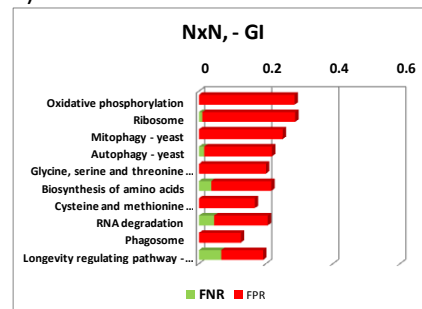 NxN, - GI
0 0.2 0.4 0.6
Oxidative phosphorylation
Ribosome
Mitophagy - yeast
Autophagy - yeast
Glycine, serine and threonine ...
Biosynthesis of amino acids
Cysteine and methionine ...
RNA degradation
Phagosome
Longevity regulating pathway -...
FNR FPR